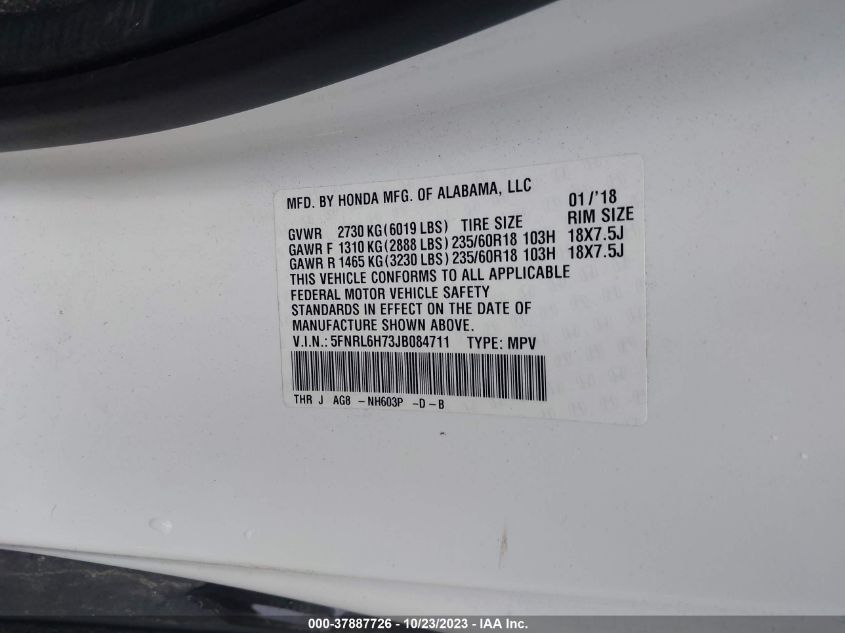 MFD. BY HONDA MFG. OF ALABAMA, LLC 01/'18
GVWR 2730 KG(6019 LBS) TIRE SIZE RIM SIZE
GAWR F 1310 KG(2888 LBS) 235/60R18 103H 18X7.5J
GAWR R 1465 KG(3230 LBS) 235/60R18 103H 18X7.5J
THIS VEHICLE CONFORMS TO ALL APPLICABLE
FEDERAL MOTOR VEHICLE SAFETY
STANDARDS IN EFFECT ON THE DATE OF
MANUFACTURE SHOWN ABOVE.
V.I.N.: 5FNRL6H73JB084711 TYPE: MPV
THR J AG8 -NH603P -D-B
000-37887726 - 10/23/2023 - IAA Inc.